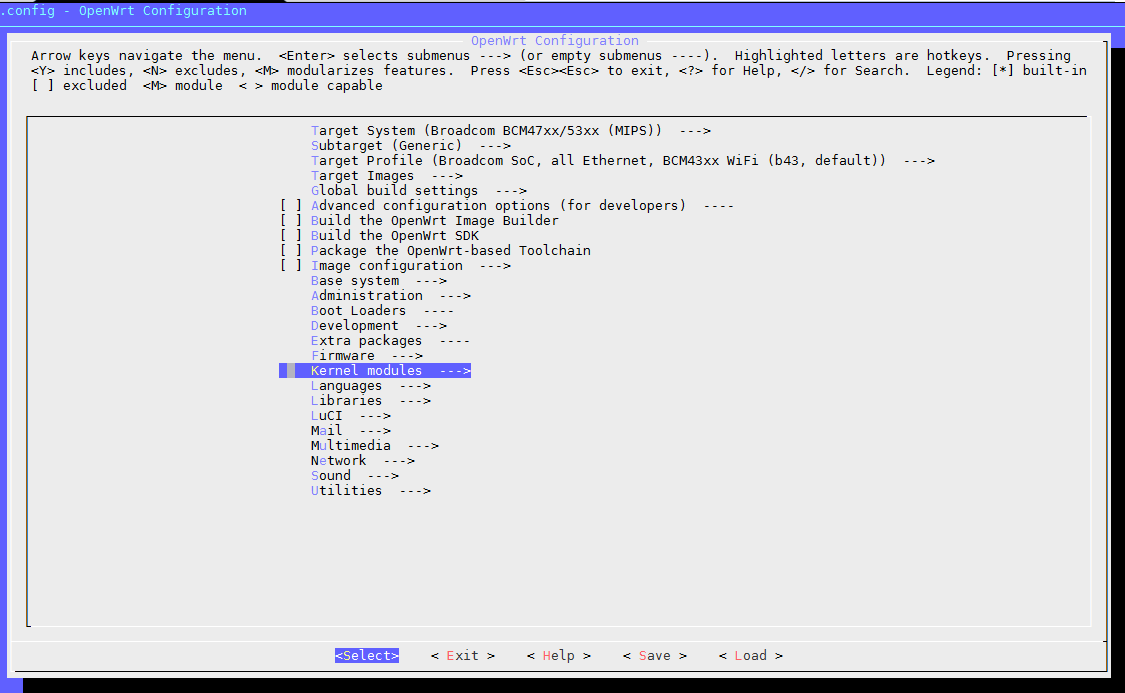 .config - OpenWrt Configuration
OpenWrt Configuration
Arrow keys navigate the menu.  <Enter> selects submenus ---> (or empty submenus ----).  Highlighted letters are hotkeys.  Pressing
<Y> includes, <N> excludes, <M> modularizes features.  Press <Esc><Esc> to exit, <?> for Help, </> for Search.  Legend: [*] built-in
[ ] excluded  <M> module  < > module capable
Target System (Broadcom BCM47xx/53xx (MIPS))  --->
Subtarget (Generic)  --->
Target Profile (Broadcom SoC, all Ethernet, BCM43xx WiFi (b43, default))  --->
Target Images  --->
Global build settings  --->
[ ] Advanced configuration options (for developers)  ----
[ ] Build the OpenWrt Image Builder
[ ] Build the OpenWrt SDK
[ ] Package the OpenWrt-based Toolchain
[ ] Image configuration  --->
Base system  --->
Administration  --->
Boot Loaders  ----
Development  --->
Extra packages  ----
Firmware  --->
Kernel modules  --->
Languages  --->
Libraries  --->
LuCI  --->
Mail  --->
Multimedia  --->
Network  --->
Sound  --->
Utilities  --->
<Select>    < Exit >    < Help >    < Save >    < Load >